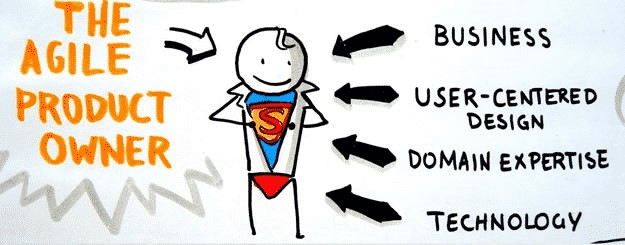 THE
AGILE
PRODUCT
OWNER
S
BUSINESS
USER-CENTERED
DESIGN
DOMAIN EXPERTISE
TECHNOLOGY